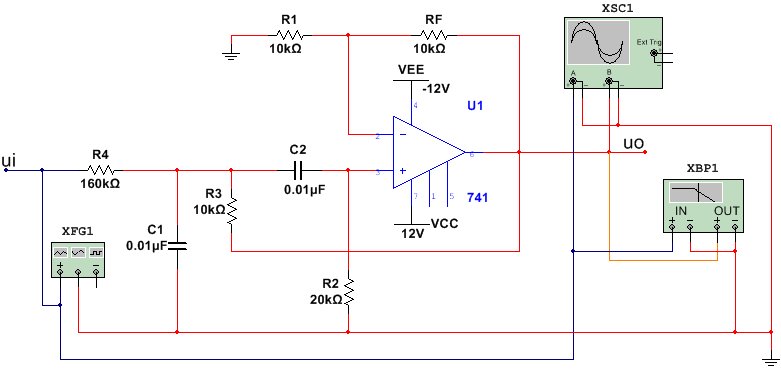 XSC1
R1
10kΩ
RF
10kΩ
Ext Trig
+
-
A
B
+
-
+
-
VEE
-12V
4
U1
ui
R4
160kΩ
C2
0.01µF
2
3
6
741
7
1
5
12V
VCC
uo
R3
10kΩ
C1
0.01µF
XFG1
+
-
R2
20kΩ
XBP1
IN
OUT
+
-
+
-